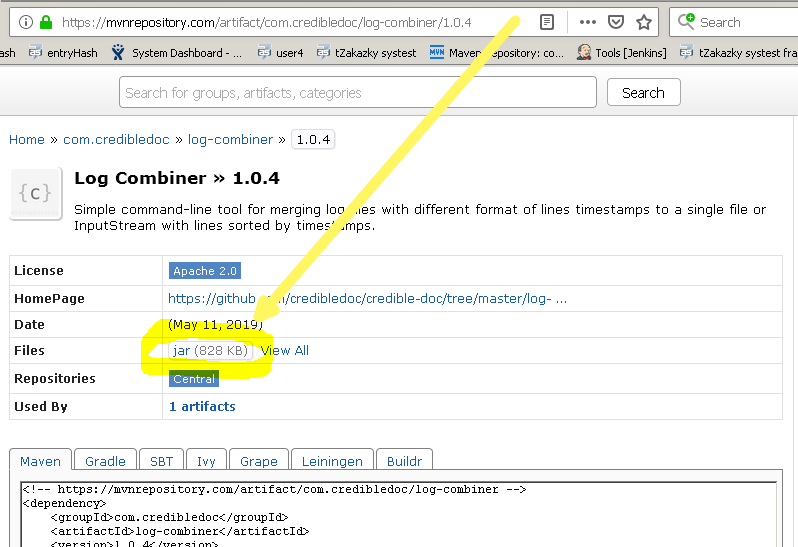 https://mvnrepository.com/artifact/com.credibledoc/log-combiner/1.0.4
Search
ash entryHash System Dashboard - ... user4 tZakazky systest Maven Repository: co... Tools [Jenkins] tZakazky systest fra
Search for groups, artifacts, categories Search
Home » com.credibledoc » log-combiner » 1.0.4
{c}
Log Combiner » 1.0.4
Simple command-line tool for merging log files with different format of lines timestamps to a single file or
InputStream with lines sorted by timestamps.
License Apache 2.0
HomePage https://github.com/credibledoc/credible-doc/tree/master/log- ...
Date (May 11, 2019)
Files jar (828 KB) View All
Repositories Central
Used By 1 artifacts
Maven Gradle SBT Ivy Grape Leiningen Buildr
<!-- https://mvnrepository.com/artifact/com.credibledoc/log-combiner -->
<dependency>
<groupId>com.credibledoc</groupId>
<artifactId>log-combiner</artifactId>
<version>1.0.4</version>